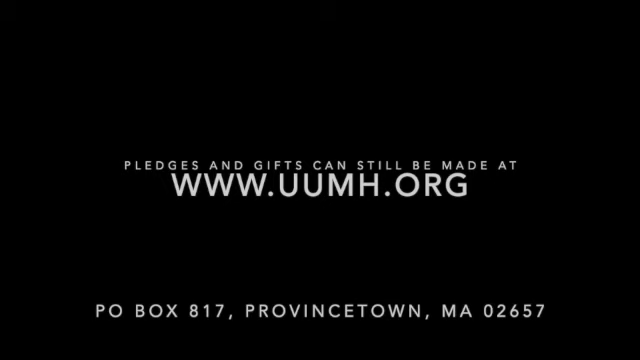 PLEDGES AND GIFTS CAN STILL BE MADE AT
WWW.UUMH.ORG
PO BOX 817, PROVINCETOWN, MA 02657